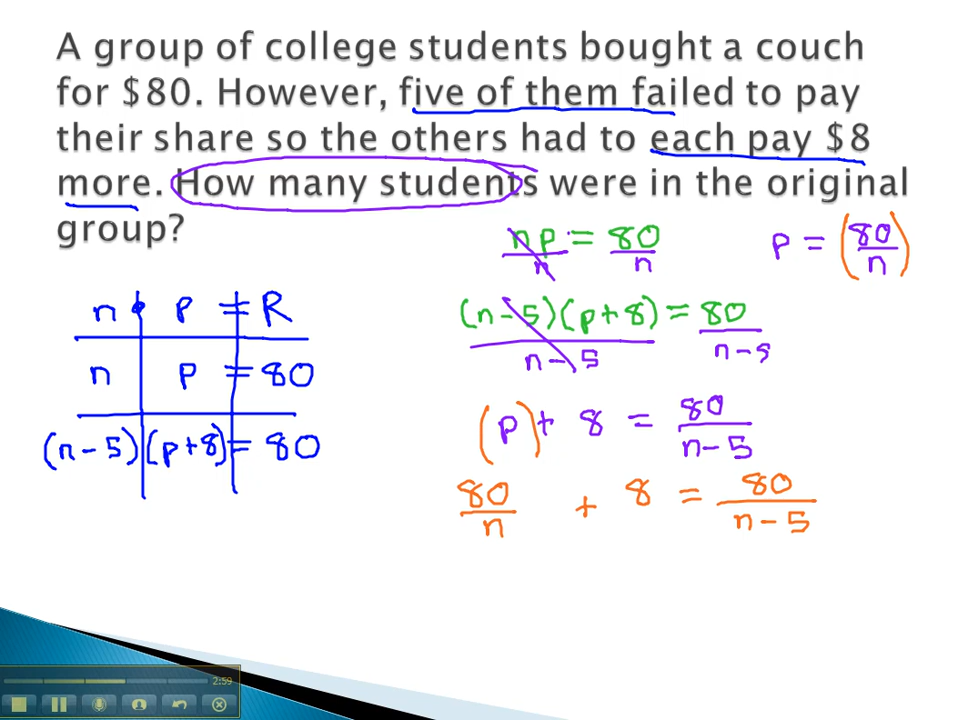 A group of college students bought a couch
for $80. However, five of them failed to pay
their share so the others had to each pay $8
more. How many students were in the original
group?
np/n = 80/n
p = (80/n)
n • p = R
(n-5)(p+8)/n-5 = 80/n-5
n p = 80
(p) + 8 = 80/n-5
(n-5)(p+8) = 80
80/n + 8 = 80/n-5
2:59